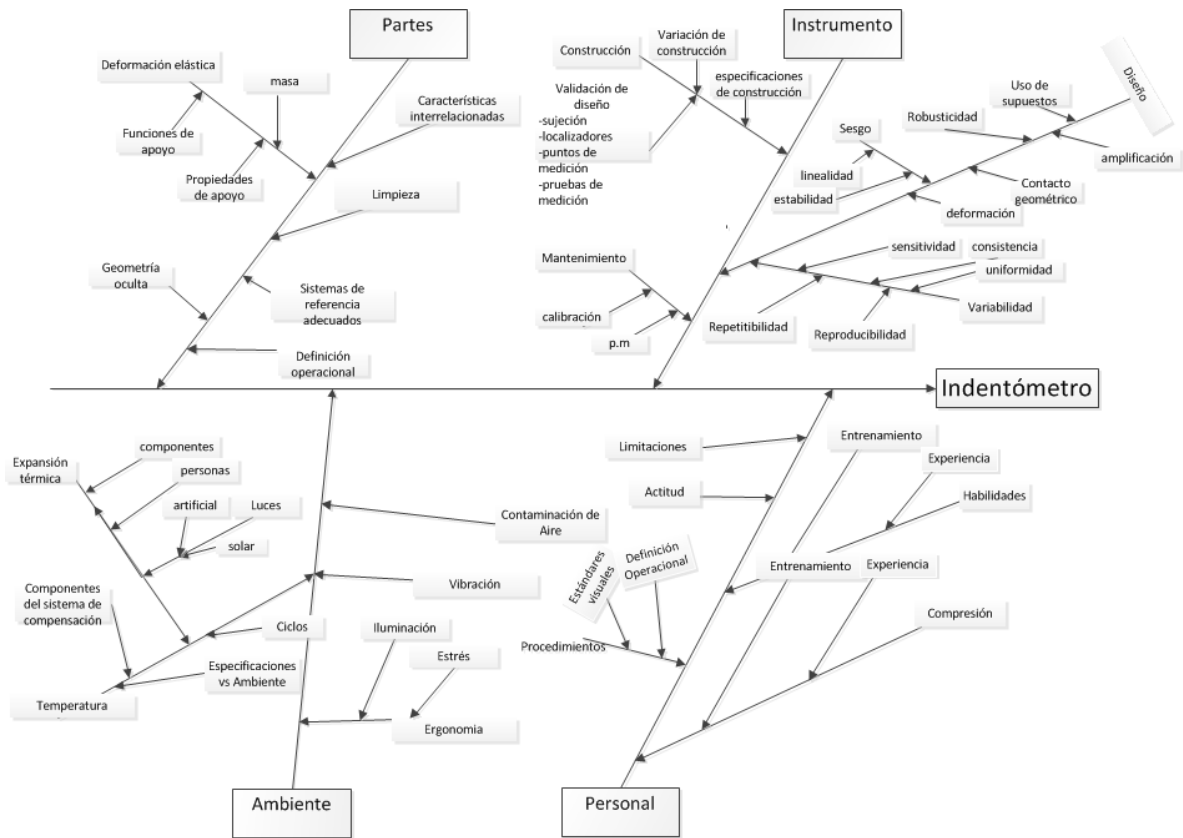 Partes
Instrumento
Deformación elástica
masa
Funciones de
apoyo
Propiedades
de apoyo
Características
interrelacionadas
Limpieza
Geometría
oculta
Sistemas de
referencia
adecuados
Definición
operacional
Construcción
Variación de
construcción
especificaciones
de construcción
Validación de
diseño
-sujeción
-localizadores
-puntos de
medición
-pruebas de
medición
Diseño
Uso de
supuestos
Robusticidad
amplificación
Sesgo
linealidad
estabilidad
Contacto
geométrico
deformación
Mantenimiento
calibración
p.m
sensitividad
consistencia
uniformidad
Variabilidad
Repetitibilidad
Reproducibilidad
Indentómetro
componentes
Expansión
térmica
personas
artificial
Luces
solar
Contaminación de
Aire
Vibración
Componentes
del sistema de
compensación
Ciclos
Especificaciones
vs Ambiente
Temperatura
Iluminación
Estrés
Ergonomia
Ambiente
Limitaciones
Entrenamiento
Experiencia
Actitud
Habilidades
Estándares
visuales
Definición
Operacional
Procedimientos
Entrenamiento
Experiencia
Compresión
Personal